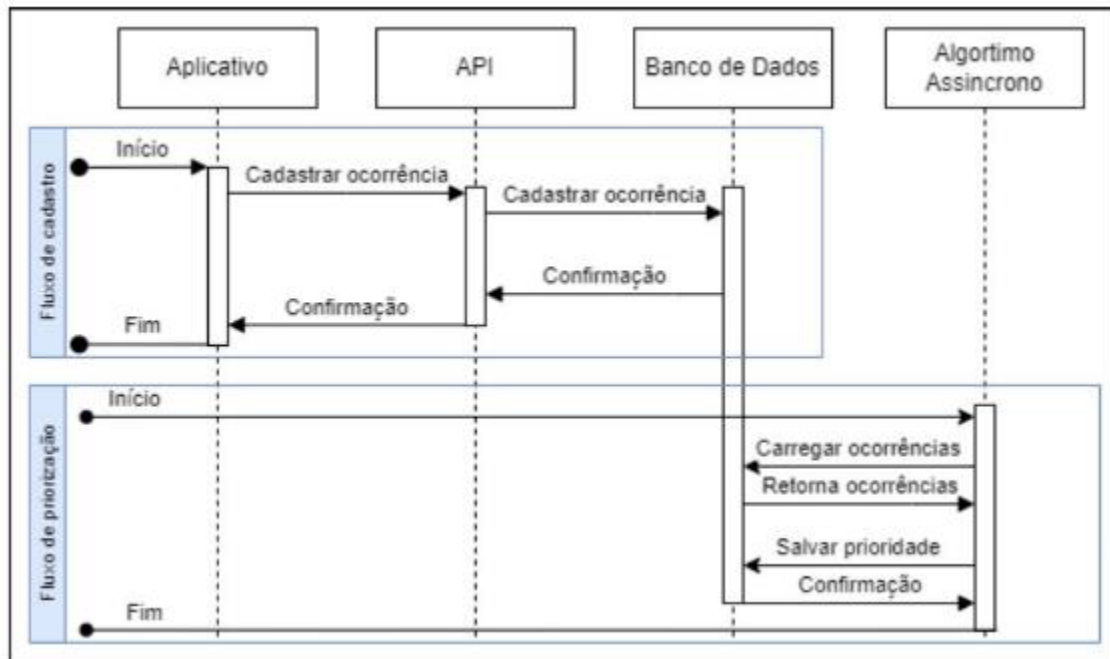 Aplicativo
API
Banco de Dados
Algortimo
Assincrono
Fluxo de cadastro
Início
Cadastrar ocorrência
Cadastrar ocorrência
Confirmação
Confirmação
Fim
Fluxo de priorização
Início
Carregar ocorrências
Retorna ocorrências
Salvar prioridade
Confirmação
Fim